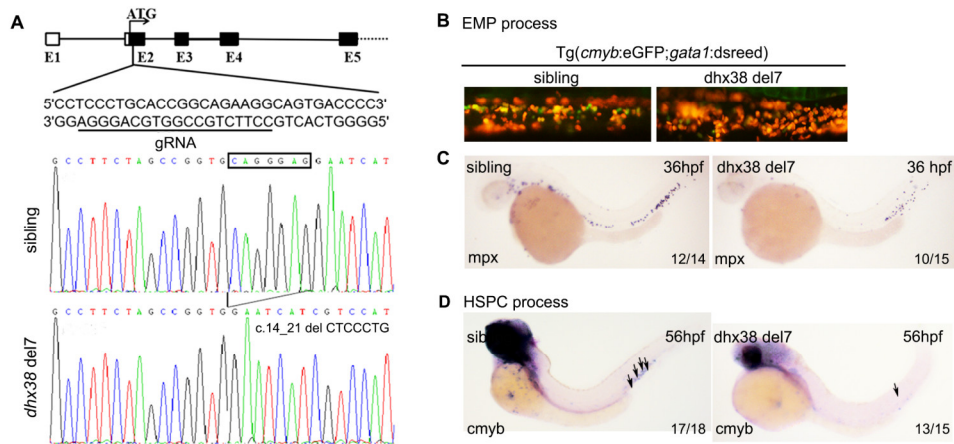 A
ATG
E1 E2 E3 E4 E5
5'CCTCCCTGCACCGGCAGAAGGCAGTGACCCC3'
3'GGAGGGACGTGGCCGTCTTCCGTCACTGGGG5'
gRNA
G C C T T C T A G C C G G T G C A G G G A G G A A T C A T
sibling
G C C T T C T A G C C G G T G G A A T C A T C G T C C A T
c.14_21 del CTCCCTG
dhx38 del7
B EMP process
Tg(cmyb:eGFP;gata1:dsreed)
sibling dhx38 del7
C
sibling 36hpf
mpx 12/14
dhx38 del7 36 hpf
mpx 10/15
D HSPC process
sib 56hpf
cmyb 17/18
dhx38 del7 56hpf
cmyb 13/15